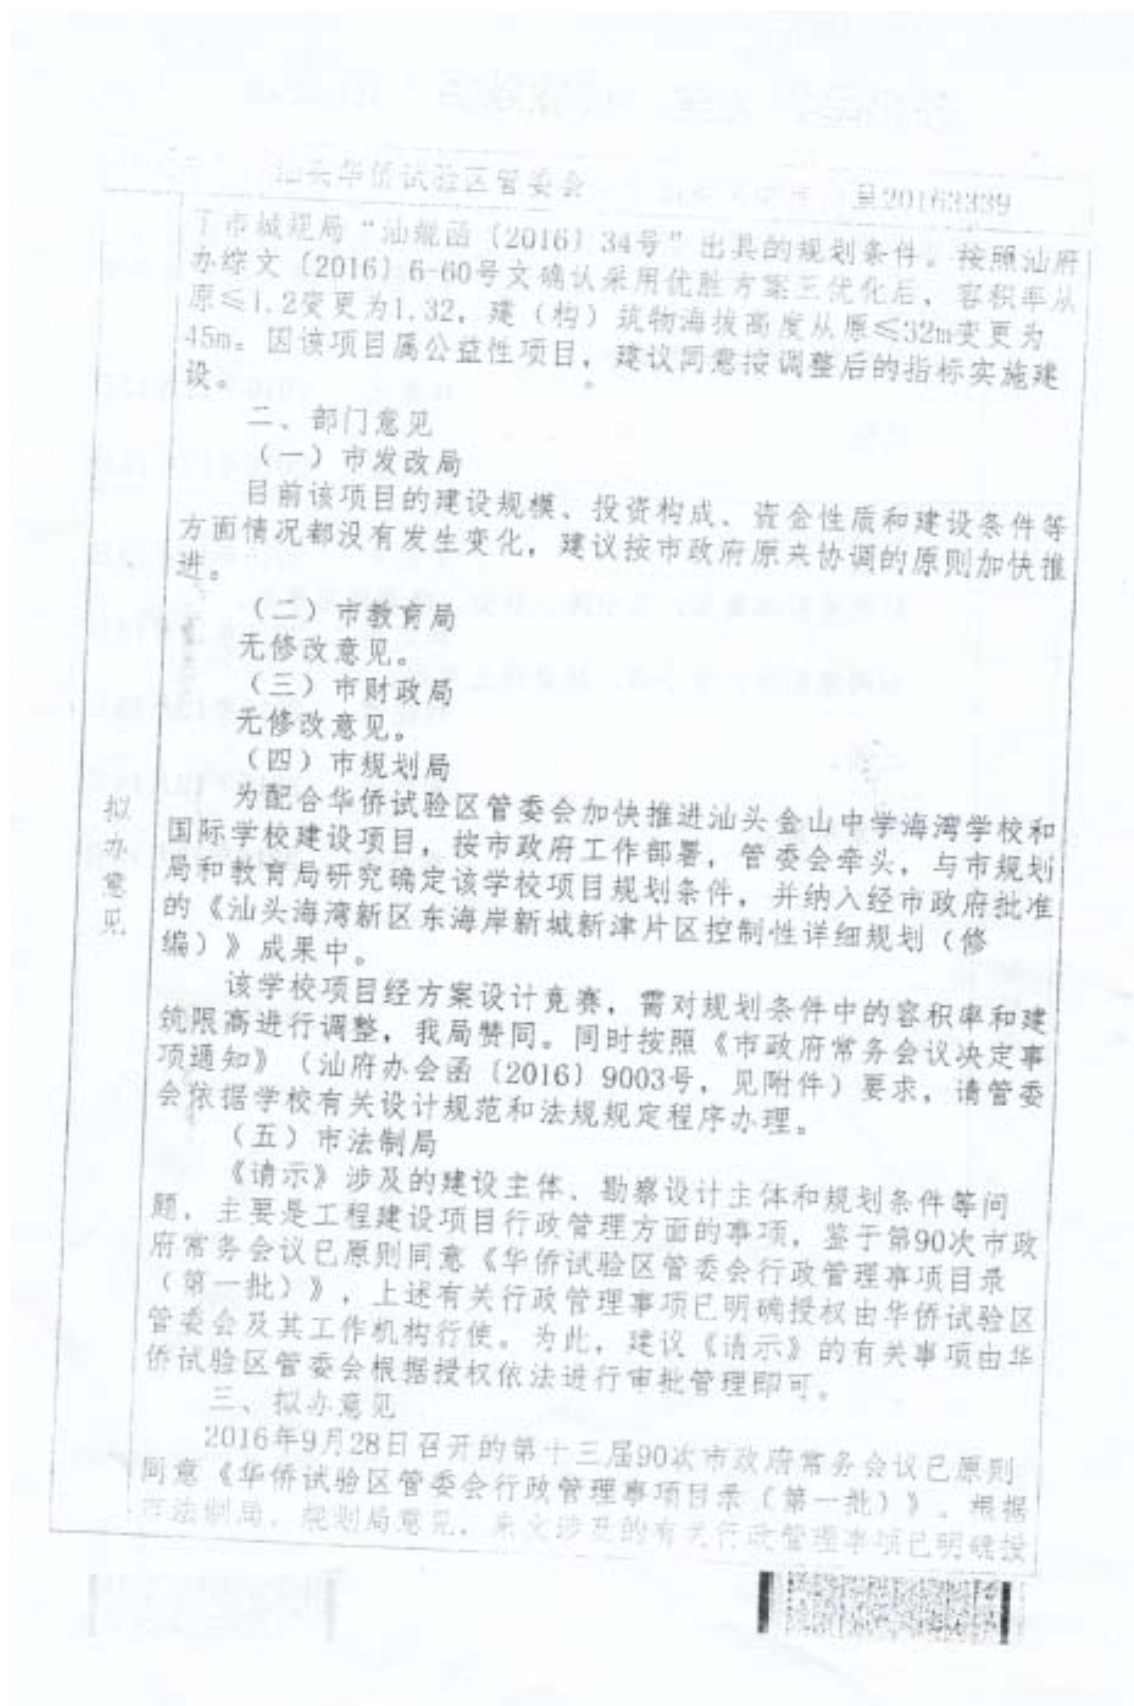 汕头华侨试验区管委会 呈20163339
了市城规局“汕规函〔2016〕34号”出具的规划条件。按照汕府
办综文〔2016〕6-60号文确认采用优胜方案三优化后，容积率从
原≤1.2变更为1.32，建（构）筑物海拔高度从原≤32m变更为
45m。因该项目属公益性项目，建议同意按调整后的指标实施建
设。
二、部门意见
（一）市发改局
目前该项目的建设规模、投资构成、资金性质和建设条件等
方面情况都没有发生变化，建议按市政府原来协调的原则加快推
进。
（二）市教育局
无修改意见。
（三）市财政局
无修改意见。
（四）市规划局
为配合华侨试验区管委会加快推进汕头金山中学海湾学校和
国际学校建设项目，按市政府工作部署，管委会牵头，与市规划
局和教育局研究确定该学校项目规划条件，并纳入经市政府批准
的《汕头海湾新区东海岸新城新津片区控制性详细规划（修
编）》成果中。
该学校项目经方案设计竞赛，需对规划条件中的容积率和建
筑限高进行调整，我局赞同。同时按照《市政府常务会议决定事
项通知》（汕府办会函〔2016〕9003号，见附件）要求，请管委
会依据学校有关设计规范和法规规定程序办理。
（五）市法制局
《请示》涉及的建设主体、勘察设计主体和规划条件等问
题，主要是工程建设项目行政管理方面的事项，鉴于第90次市政
府常务会议已原则同意《华侨试验区管委会行政管理事项目录
（第一批）》，上述有关行政管理事项已明确授权由华侨试验区
管委会及其工作机构行使。为此，建议《请示》的有关事项由华
侨试验区管委会根据授权依法进行审批管理即可。
三、拟办意见
2016年9月28日召开的第十三届90次市政府常务会议已原则
同意《华侨试验区管委会行政管理事项目录（第一批）》。根据
市法制局、规划局意见，来文涉及的有关行政管理事项已明确授
拟办意见